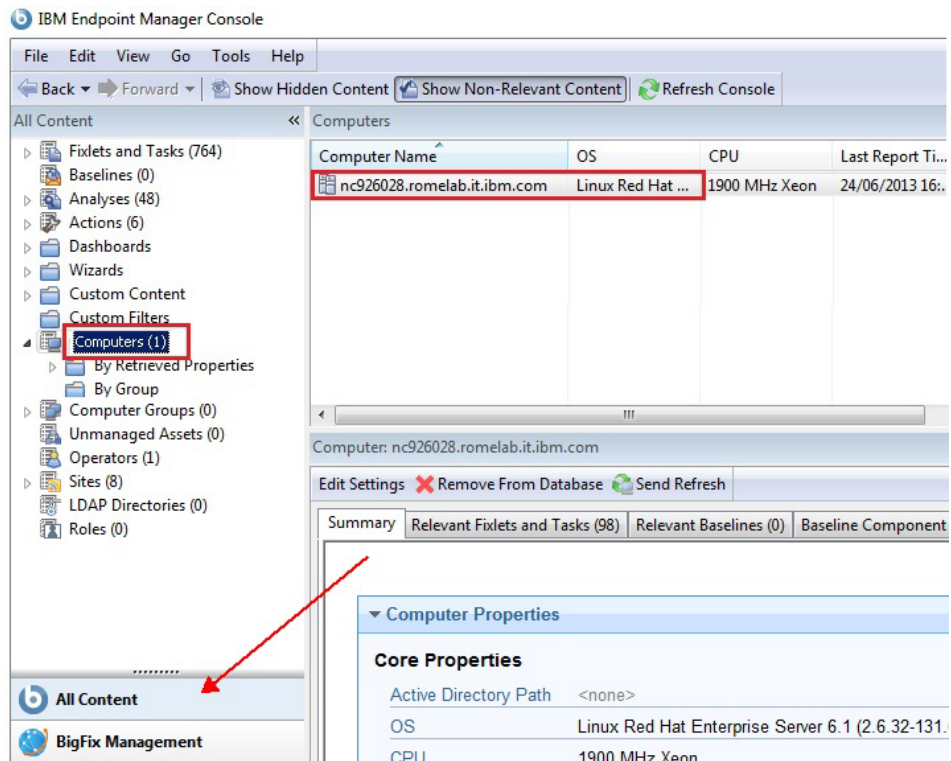 IBM Endpoint Manager Console
File Edit View Go Tools Help
Back Forward Show Hidden Content Show Non-Relevant Content Refresh Console
All Content « Computers
Fixlets and Tasks (764)
Baselines (0)
Analyses (48)
Actions (6)
Dashboards
Wizards
Custom Content
Custom Filters
Computers (1)
By Retrieved Properties
By Group
Computer Groups (0)
Unmanaged Assets (0)
Operators (1)
Sites (8)
LDAP Directories (0)
Roles (0)
All Content
BigFix Management
Computer Name OS CPU Last Report Ti...
nc926028.romelab.it.ibm.com Linux Red Hat ... 1900 MHz Xeon 24/06/2013 16:..
Computer: nc926028.romelab.it.ibm.com
Edit Settings Remove From Database Send Refresh
Summary Relevant Fixlets and Tasks (98) Relevant Baselines (0) Baseline Component
Computer Properties
Core Properties
Active Directory Path <none>
OS Linux Red Hat Enterprise Server 6.1 (2.6.32-131.
CPU 1900 MHz Xeon